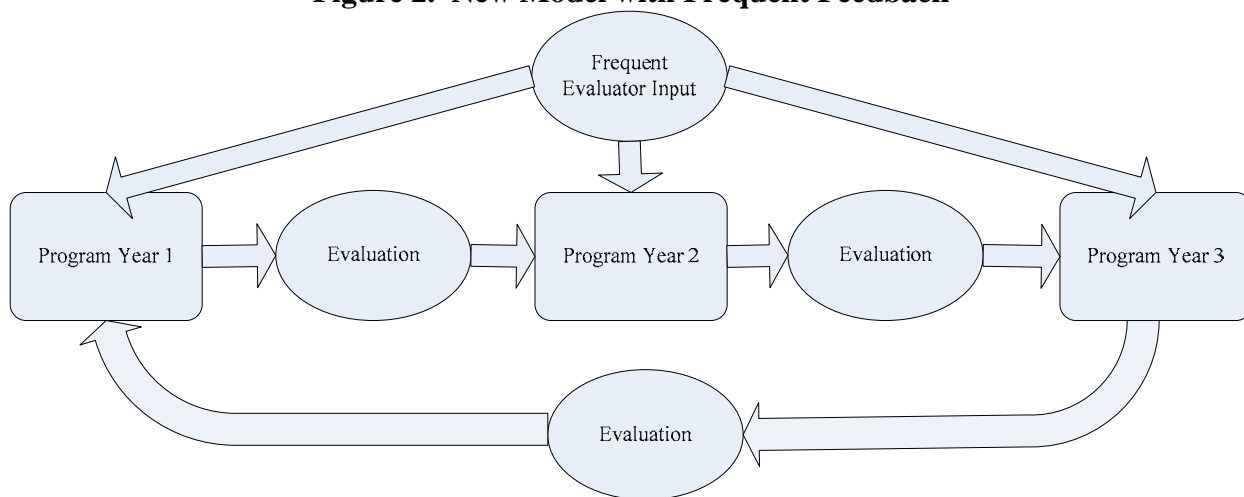 Figure 2. New Model with Frequent Feedback
Frequent
Evaluator Input
Program Year 1
Evaluation
Program Year 2
Evaluation
Program Year 3
Evaluation